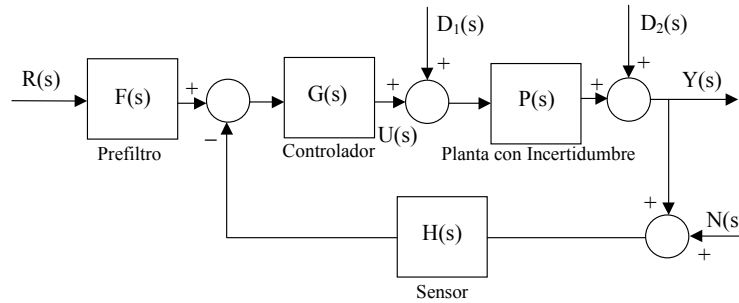 D₁(s)
D₂(s)
R(s)
F(s)
G(s)
P(s)
Y(s)
+
+
+
+
+
−
U(s)
Prefiltro
Controlador
Planta con Incertidumbre
+
H(s)
N(s
+
Sensor